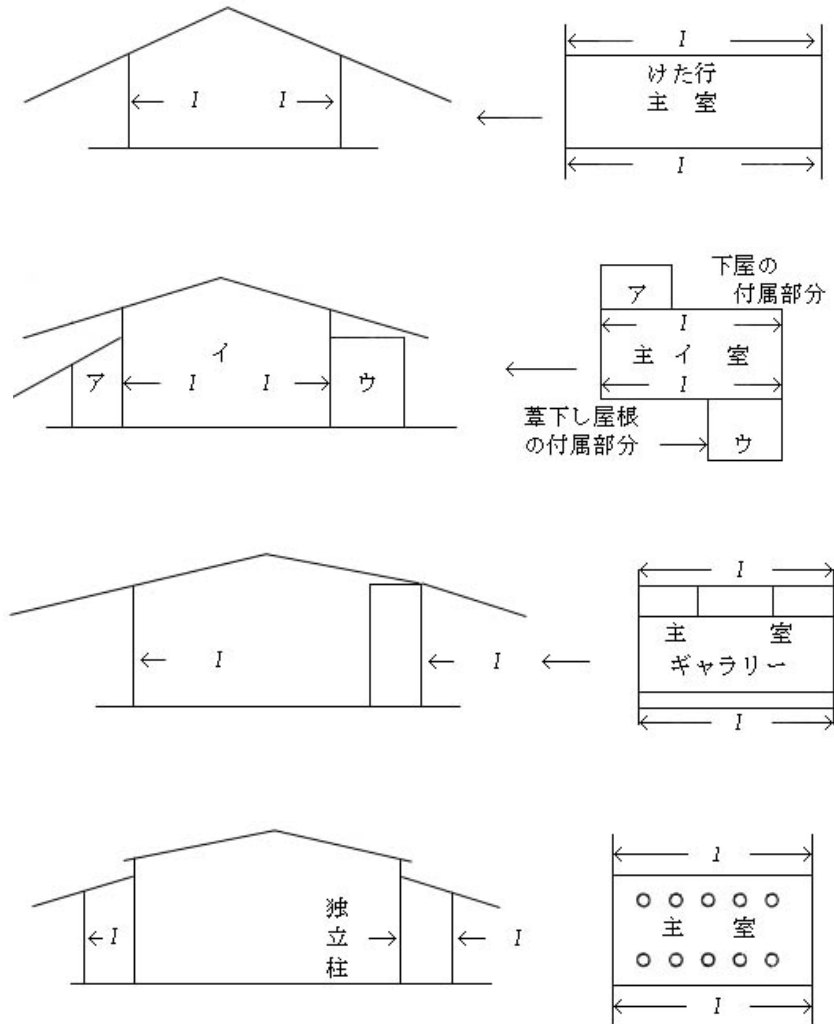 I
けた行
主 室
I I
I
下屋の
付属部分
ア
I
イ
主 イ 室
ア I I ウ
I
葺下し屋根
の付属部分
ウ
I
主 室
I I
ギャラリー
I
I
独
立
柱
主 室
I I
I